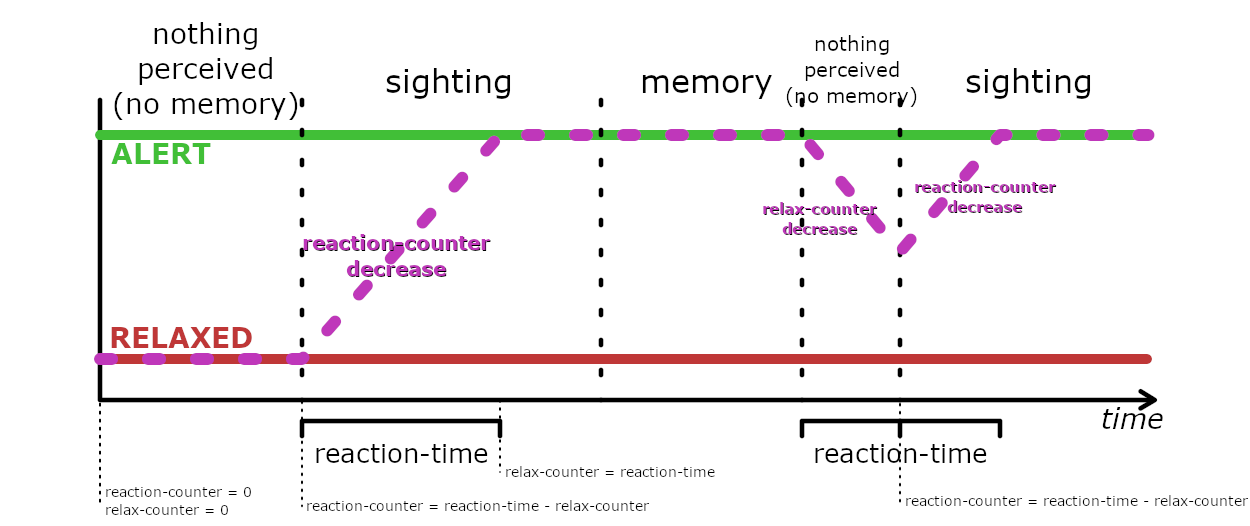 nothing
perceived
(no memory)
sighting
memory
nothing
perceived
(no memory)
sighting
ALERT
relax-counter
decrease
reaction-counter
decrease
reaction-counter
decrease
RELAXED
time
reaction-time
reaction-time
relax-counter = reaction-time
reaction-counter = 0
relax-counter = 0
reaction-counter = reaction-time - relax-counter
reaction-counter = reaction-time - relax-counter